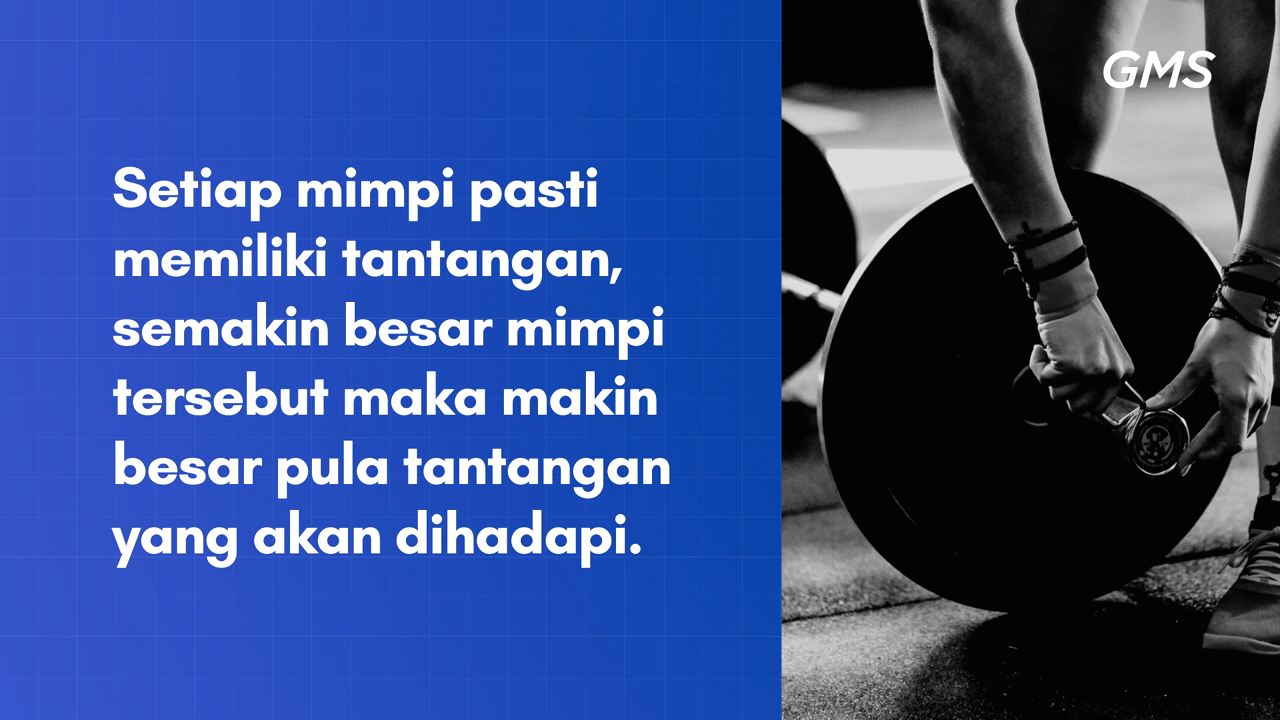 GMS
Setiap mimpi pasti
memiliki tantangan,
semakin besar mimpi
tersebut maka makin
besar pula tantangan
yang akan dihadapi.